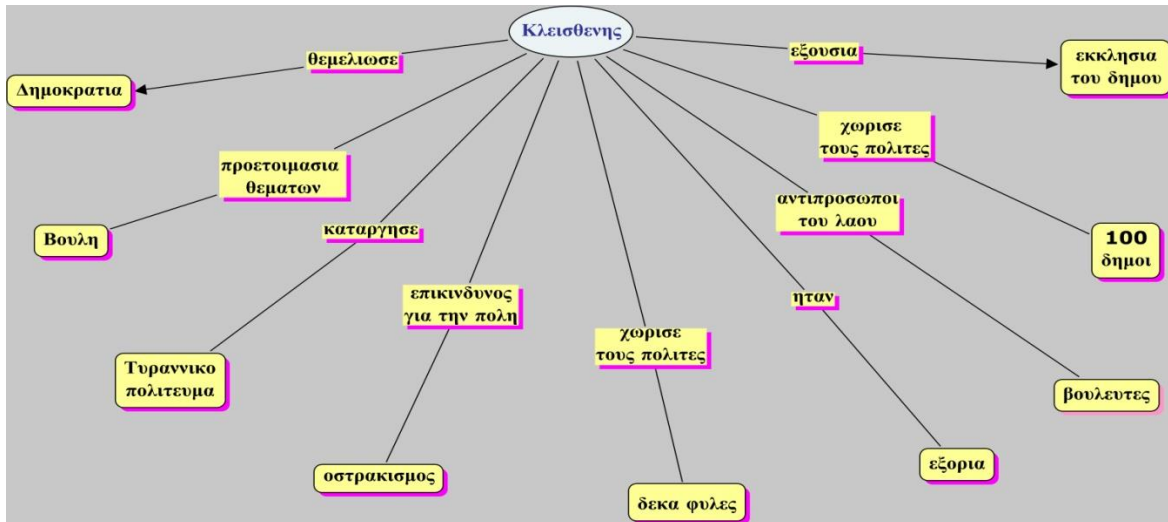 Κλεισθενης
θεμελιωσε
Δημοκρατια
εξουσια
εκκλησια
του δημου
προετοιμασια
θεματων
Βουλη
χωρισε
τους πολιτες
100
δημοι
καταργησε
Τυραννικο
πολιτευμα
αντιπροσωποι
του λαου
βουλευτες
επικινδυνος
για την πολη
οστρακισμος
ηταν
εξορια
χωρισε
τους πολιτες
δεκα φυλες